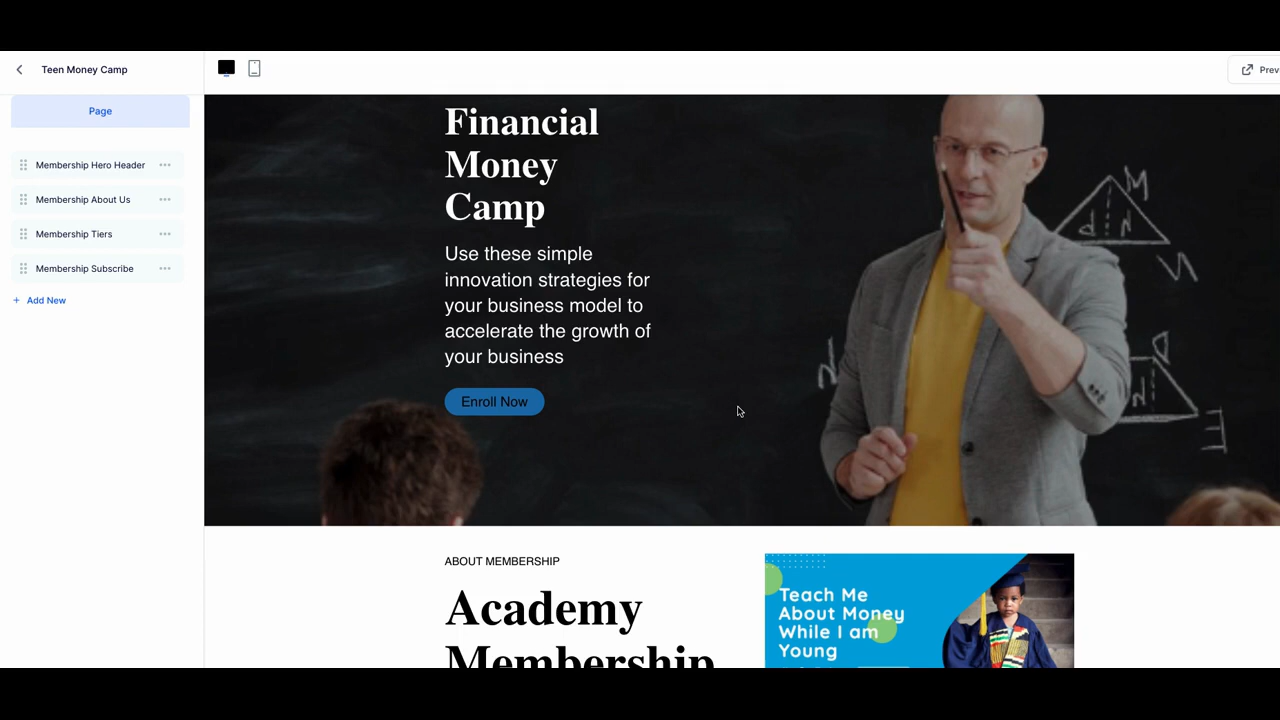 Teen Money Camp
Prev
Page
Membership Hero Header
Membership About Us
Membership Tiers
Membership Subscribe
+ Add New
Financial
Money
Camp
Use these simple
innovation strategies for
your business model to
accelerate the growth of
your business
Enroll Now
M
N
N
E
ABOUT MEMBERSHIP
Academy
Membership
Teach Me
About Money
While I am
Young